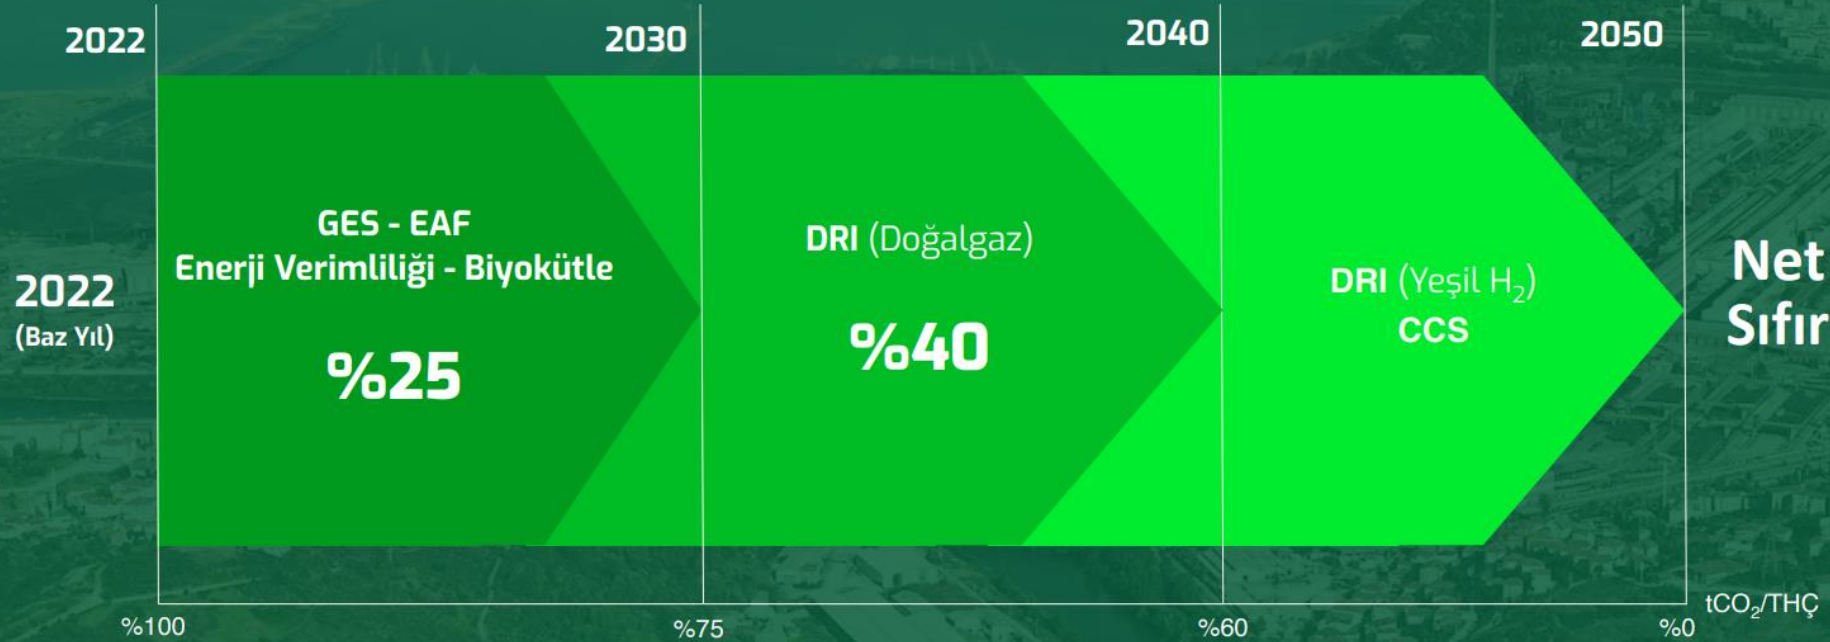 2022
2030
2040
2050
GES - EAF
Enerji Verimliliği - Biyokütle
%25
DRI (Doğalgaz)
%40
DRI (Yeşil H₂)
CCS
2022
(Baz Yıl)
Net
Sıfır
%100
%75
%60
%0
tCO₂/THÇ